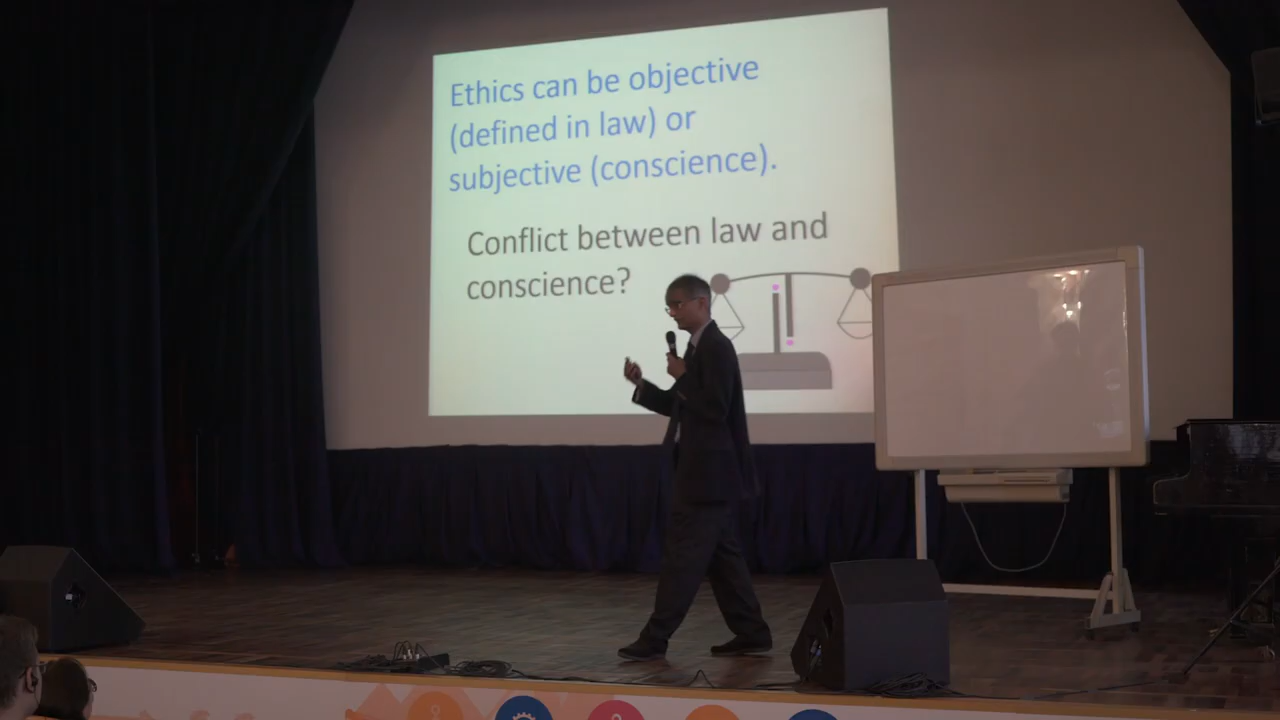 Ethics can be objective
(defined in law) or
subjective (conscience).
Conflict between law and
conscience?